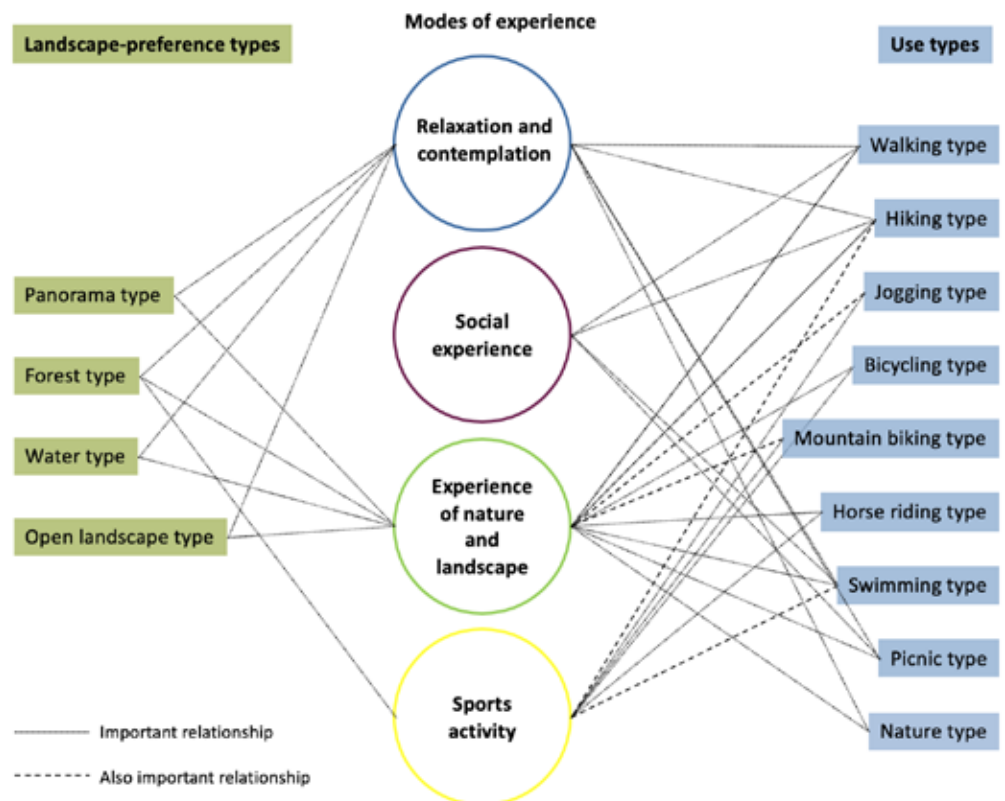 Modes of experience
Landscape-preference types
Use types
Relaxation and
contemplation
Social
experience
Experience
of nature
and
landscape
Sports
activity
Panorama type
Forest type
Water type
Open landscape type
Walking type
Hiking type
Jogging type
Bicycling type
Mountain biking type
Horse riding type
Swimming type
Picnic type
Nature type
Important relationship
Also important relationship